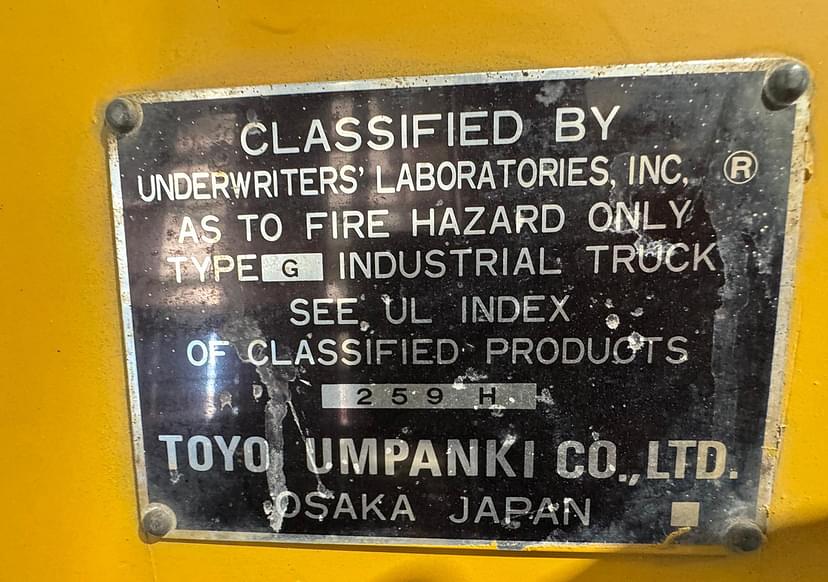 CLASSIFIED BY
UNDERWRITERS' LABORATORIES, INC. ®
AS TO FIRE HAZARD ONLY
TYPE G INDUSTRIAL TRUCK
SEE UL INDEX
OF CLASSIFIED PRODUCTS
259 H
TOYO UMPANKI CO., LTD.
OSAKA JAPAN